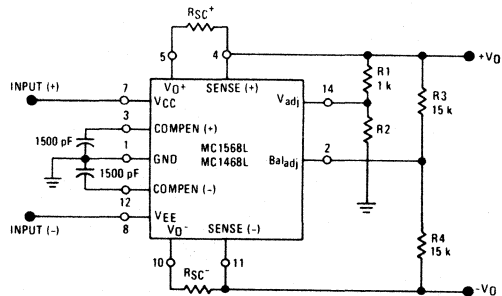 RSC+
5
4
+VO
INPUT (+)
7
VO+
SENSE (+)
R1
1 k
VCC
Vadj
14
R3
15 k
3
COMPEN (+)
1500 pF
1
GND
MC1568L
MC1468L
R2
2
Baladj
1500 pF
COMPEN (-)
12
VEE
INPUT (-)
8
VO-
SENSE (-)
R4
15 k
10
11
RSC-
-VO